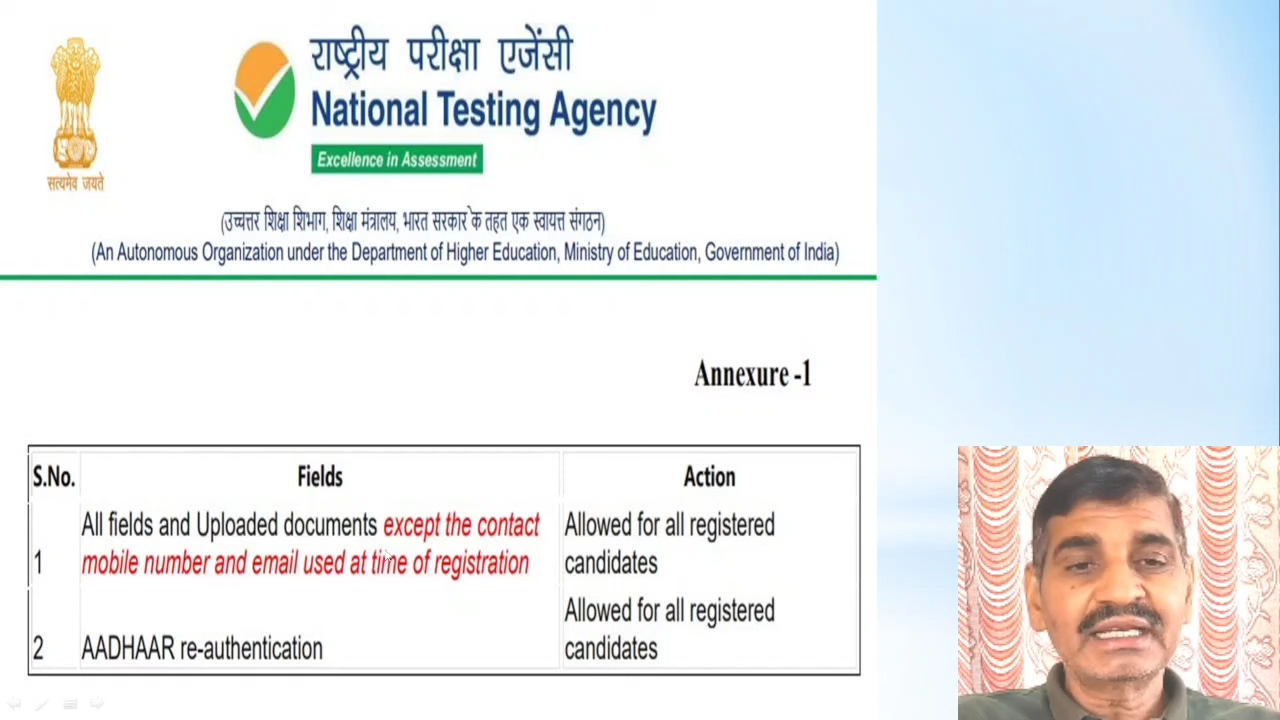 सत्यमेव जयते
राष्ट्रीय परीक्षा एजेंसी
National Testing Agency
Excellence in Assessment
(उच्चत्तर शिक्षा शिभाग, शिक्षा मंत्रालय, भारत सरकार के तहत एक स्वायत्त संगठन)
(An Autonomous Organization under the Department of Higher Education, Ministry of Education, Government of India)
Annexure -1
S.No. Fields Action
All fields and Uploaded documents except the contact Allowed for all registered
1 mobile number and email used at time of registration candidates
Allowed for all registered
2 AADHAAR re-authentication candidates